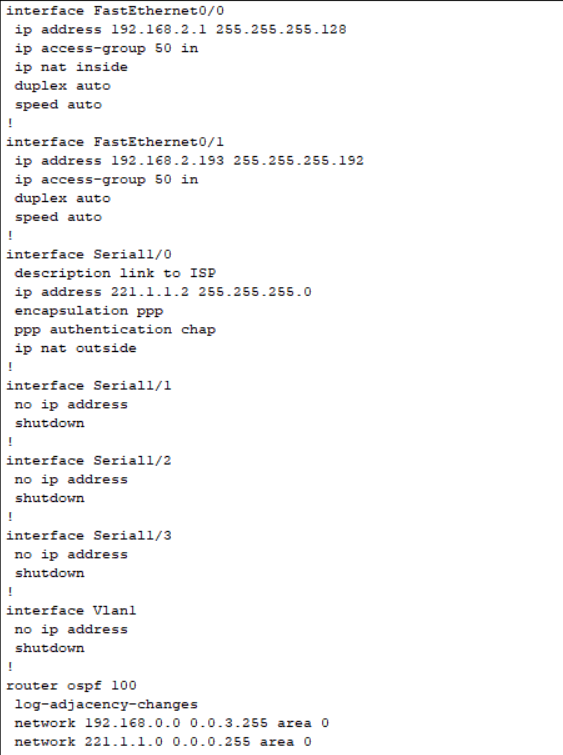 interface FastEthernet0/0
 ip address 192.168.2.1 255.255.255.128
 ip access-group 50 in
 ip nat inside
 duplex auto
 speed auto
!
interface FastEthernet0/1
 ip address 192.168.2.193 255.255.255.192
 ip access-group 50 in
 duplex auto
 speed auto
!
interface Serial1/0
 description link to ISP
 ip address 221.1.1.2 255.255.255.0
 encapsulation ppp
 ppp authentication chap
 ip nat outside
!
interface Serial1/1
 no ip address
 shutdown
!
interface Serial1/2
 no ip address
 shutdown
!
interface Serial1/3
 no ip address
 shutdown
!
interface Vlan1
 no ip address
 shutdown
!
router ospf 100
 log-adjacency-changes
 network 192.168.0.0 0.0.3.255 area 0
 network 221.1.1.0 0.0.0.255 area 0